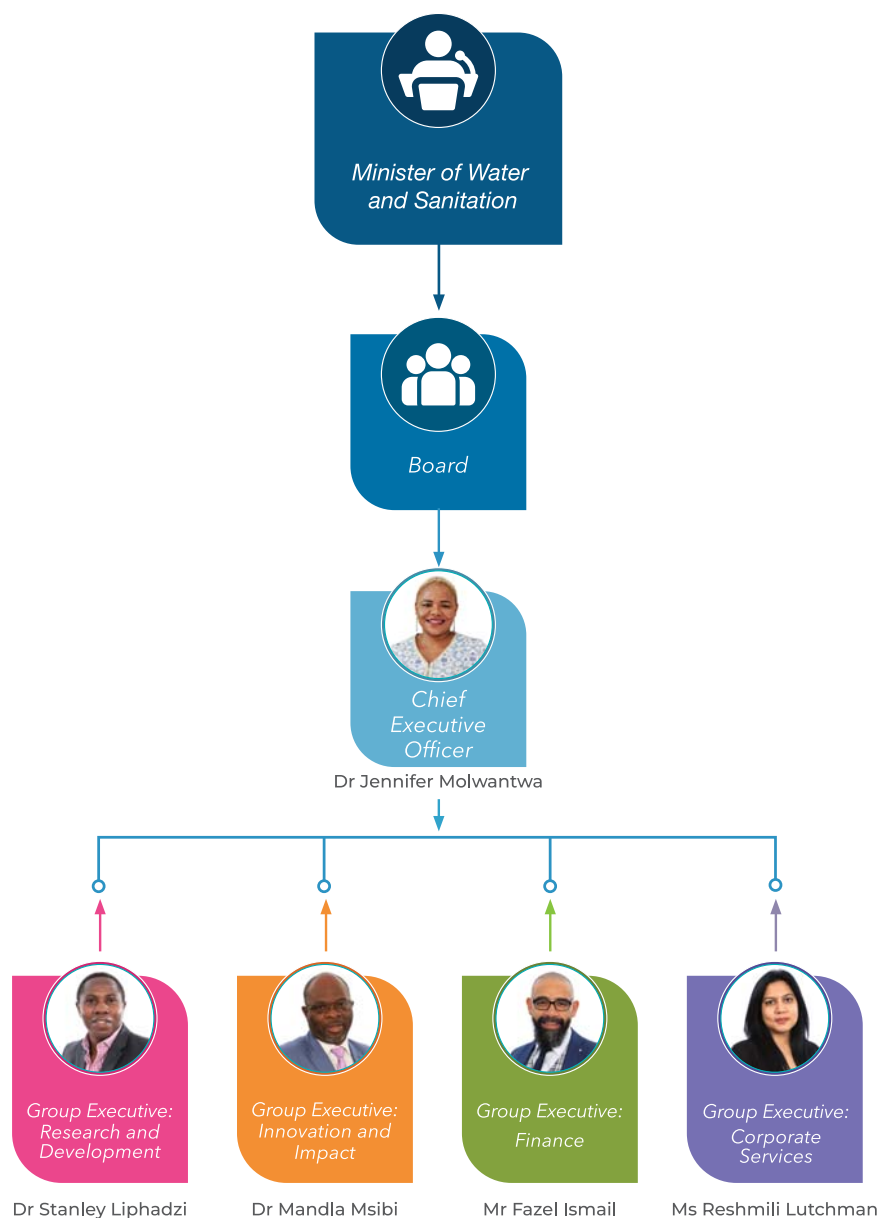 Minister of Water
and Sanitation
Board
Chief
Executive
Officer
Dr Jennifer Molwantwa
Group Executive:
Research and
Development
Dr Stanley Liphadzi
Group Executive:
Innovation and
Impact
Dr Mandla Msibi
Group Executive:
Finance
Mr Fazel Ismail
Group Executive:
Corporate
Services
Ms Reshmili Lutchman